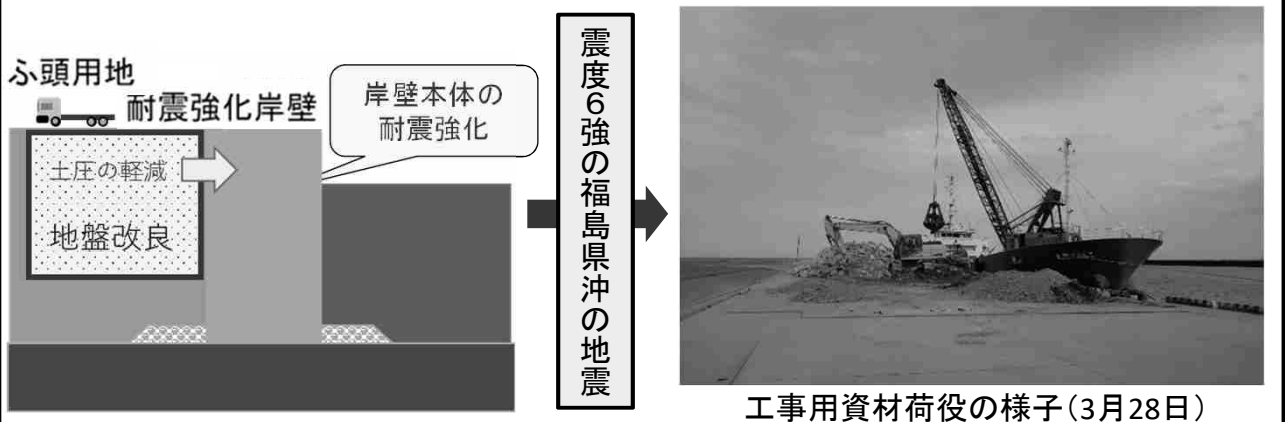 ふ頭用地
耐震強化岸壁
岸壁本体の
耐震強化
土圧の軽減
地盤改良
震度6強の福島県沖の地震
工事用資材荷役の様子(3月28日)